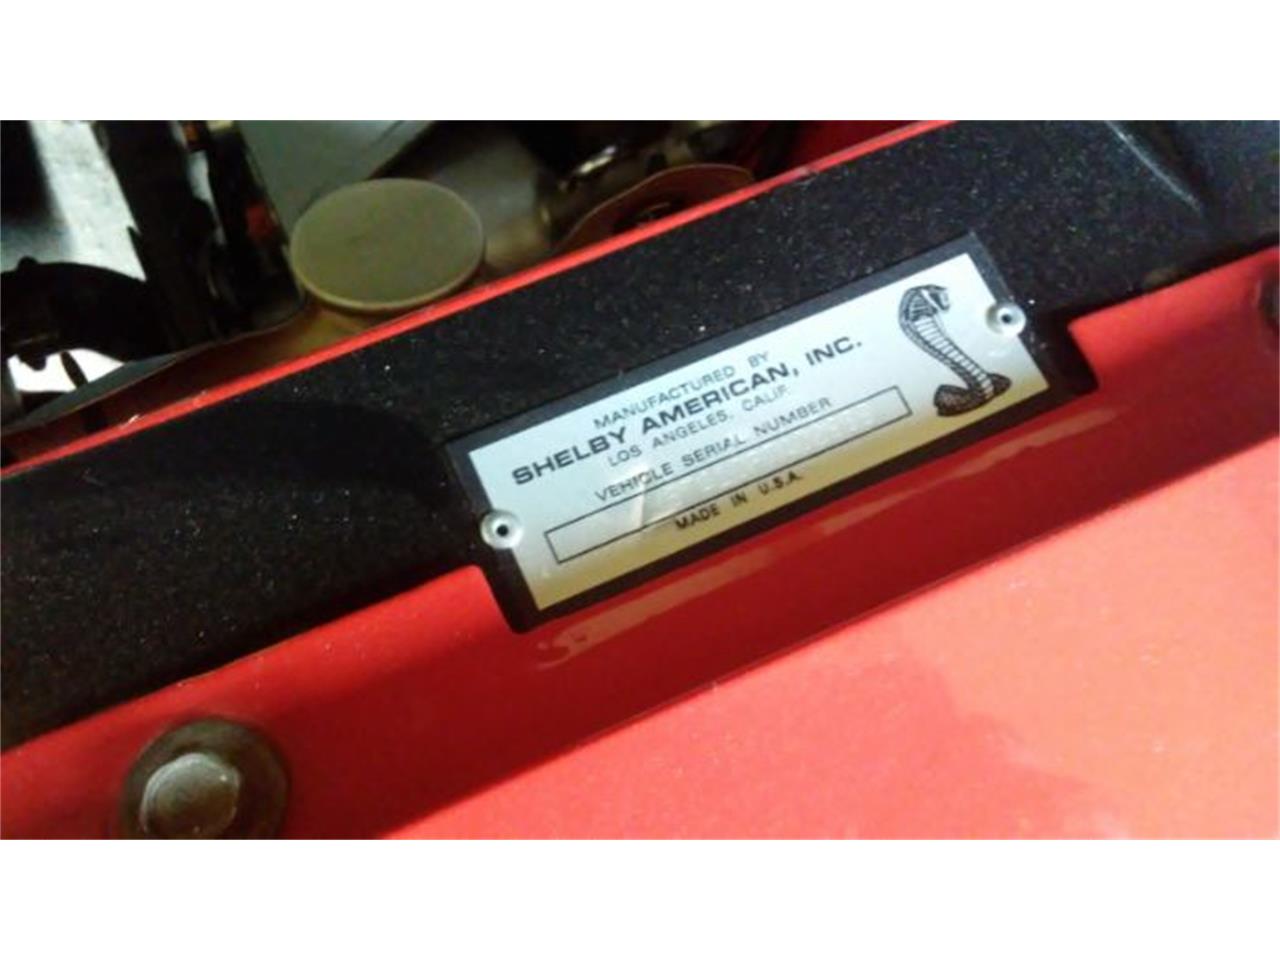 MANUFACTURED BY
SHELBY AMERICAN, INC.
LOS ANGELES, CALIF.
VEHICLE SERIAL NUMBER
MADE IN U.S.A.